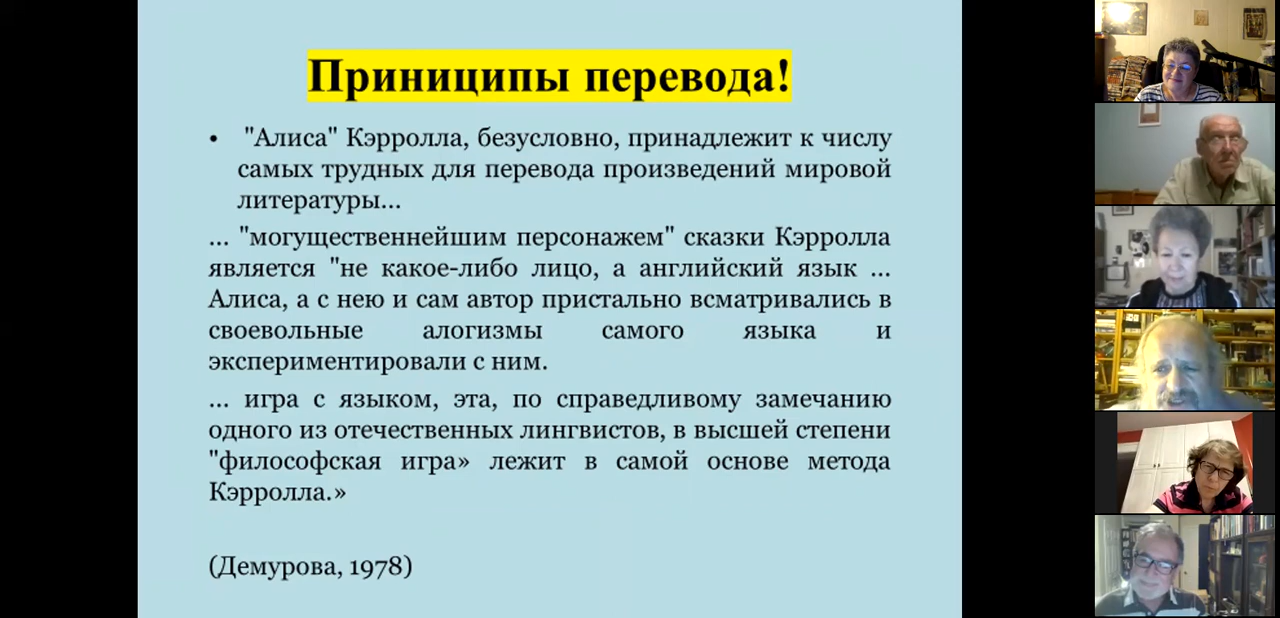 Приниципы перевода!
• "Алиса" Кэрролла, безусловно, принадлежит к числу
самых трудных для перевода произведений мировой
литературы...
... "могущественнейшим персонажем" сказки Кэрролла
является "не какое-либо лицо, а английский язык ...
Алиса, а с нею и сам автор пристально всматривались в
своевольные алогизмы самого языка и
экспериментировали с ним.
... игра с языком, эта, по справедливому замечанию
одного из отечественных лингвистов, в высшей степени
"философская игра» лежит в самой основе метода
Кэрролла.»
(Демурова, 1978)